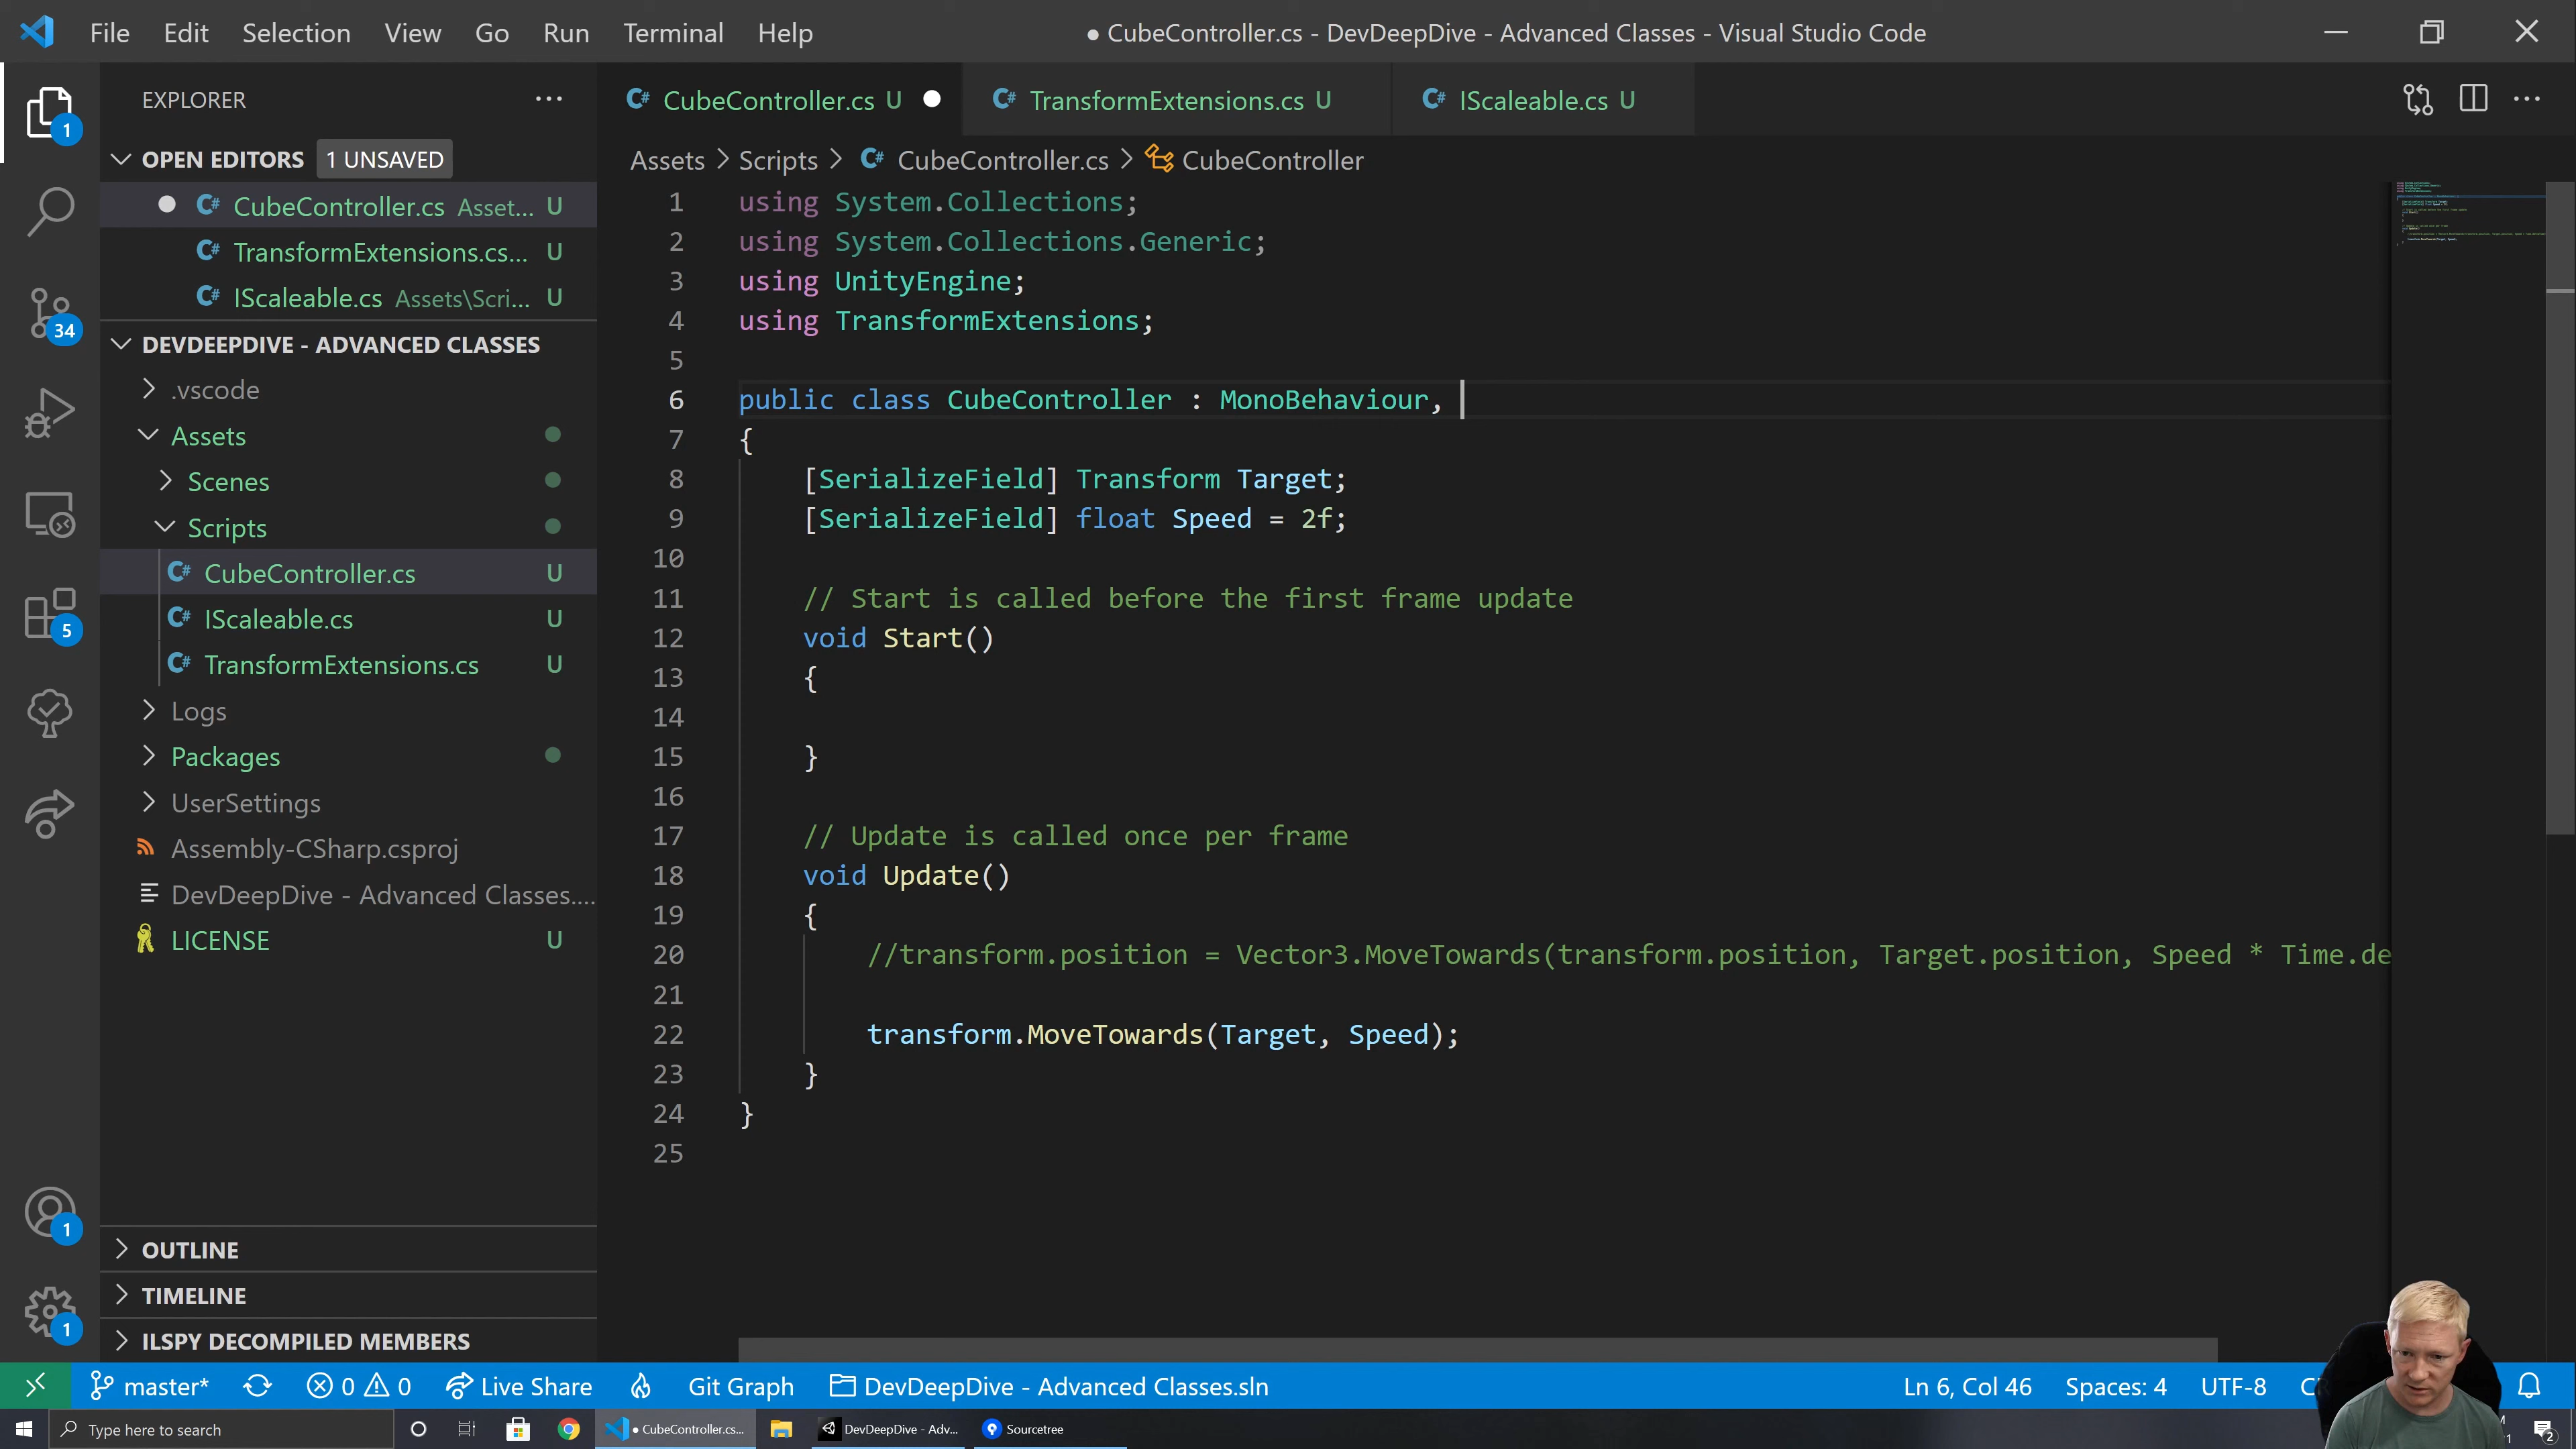 File Edit Selection View Go Run Terminal Help ● CubeController.cs - DevDeepDive - Advanced Classes - Visual Studio Code
EXPLORER
OPEN EDITORS 1 UNSAVED
CubeController.cs Asset... U
TransformExtensions.cs... U
IScaleable.cs Assets\Scri... U
DEVDEEPDIVE - ADVANCED CLASSES
.vscode
Assets
Scenes
Scripts
CubeController.cs U
IScaleable.cs U
TransformExtensions.cs U
Logs
Packages
UserSettings
Assembly-CSharp.csproj
DevDeepDive - Advanced Classes....
LICENSE U
OUTLINE
TIMELINE
ILSPY DECOMPILED MEMBERS
1
34
5
1
1
CubeController.cs U TransformExtensions.cs U IScaleable.cs U
Assets > Scripts > CubeController.cs > CubeController
1 using System.Collections;
2 using System.Collections.Generic;
3 using UnityEngine;
4 using TransformExtensions;
5
6 public class CubeController : MonoBehaviour,
7 {
8 [SerializeField] Transform Target;
9 [SerializeField] float Speed = 2f;
10
11 // Start is called before the first frame update
12 void Start()
13 {
14
15 }
16
17 // Update is called once per frame
18 void Update()
19 {
20 //transform.position = Vector3.MoveTowards(transform.position, Target.position, Speed * Time.de
21
22 transform.MoveTowards(Target, Speed);
23 }
24 }
25
master* 0 0 Live Share Git Graph DevDeepDive - Advanced Classes.sln Ln 6, Col 46 Spaces: 4 UTF-8
Type here to search ● CubeController.cs... DevDeepDive - Adv... Sourcetree 2